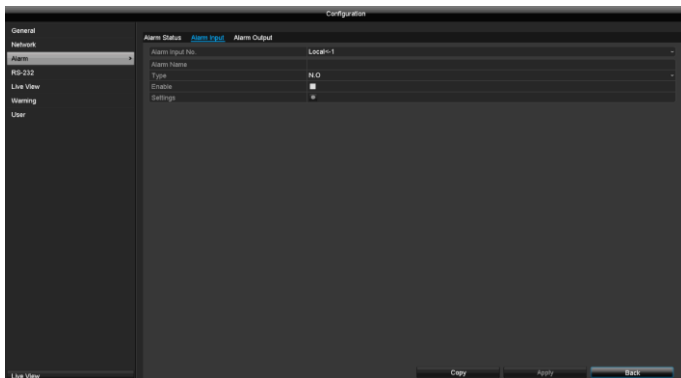 Configuration
General
Network
Alarm
RS-232
Live View
Warning
User
Alarm Status Alarm Input Alarm Output
Alarm Input No. Local<-1
Alarm Name
Type N.O
Enable
Settings
Live View
Copy Apply Back